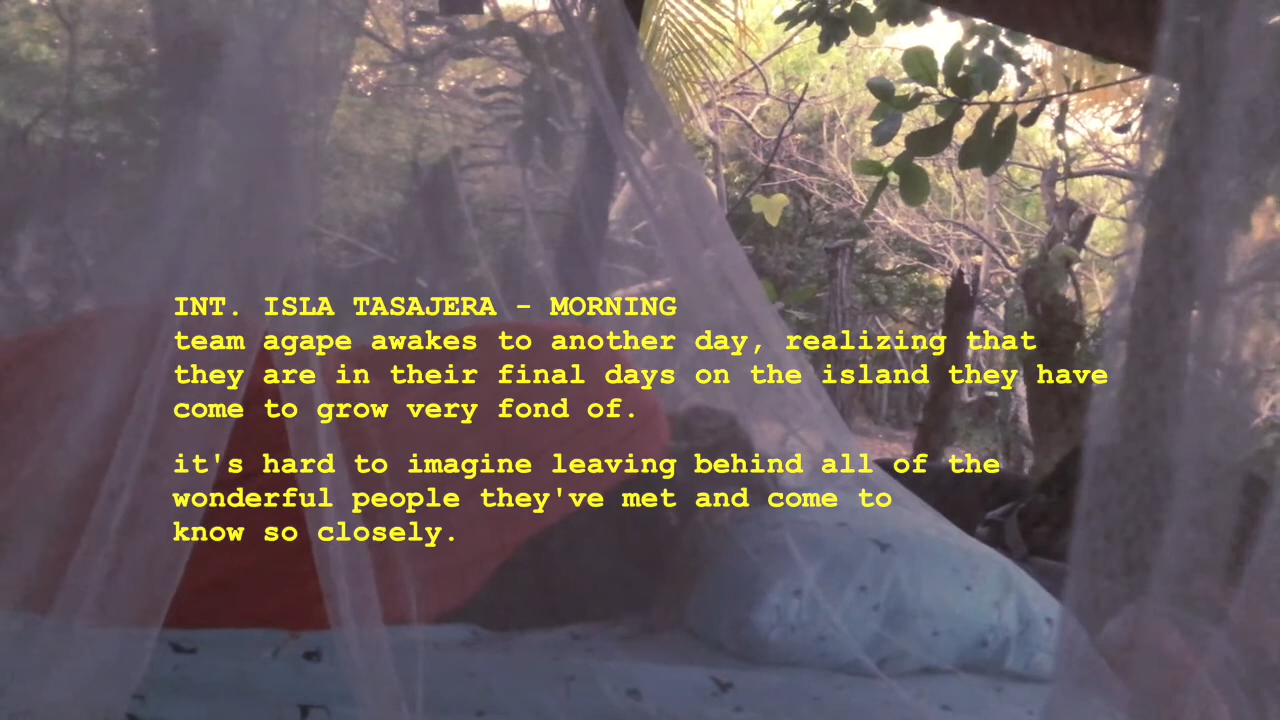 INT. ISLA TASAJERA - MORNING
team agape awakes to another day, realizing that
they are in their final days on the island they have
come to grow very fond of.
it's hard to imagine leaving behind all of the
wonderful people they've met and come to
know so closely.